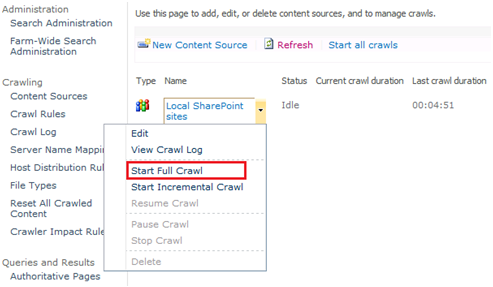 Administration
Search Administration
Farm-Wide Search
Administration
Crawling
Content Sources
Crawl Rules
Crawl Log
Server Name Mappin
Host Distribution Rul
File Types
Reset All Crawled
Content
Crawler Impact Rule
Queries and Results
Authoritative Pages
Use this page to add, edit, or delete content sources, and to manage crawls.
New Content Source Refresh Start all crawls
Type Name Status Current crawl duration Last crawl duration
Local SharePoint
sites
Idle 00:04:51
Edit
View Crawl Log
Start Full Crawl
Start Incremental Crawl
Resume Crawl
Pause Crawl
Stop Crawl
Delete